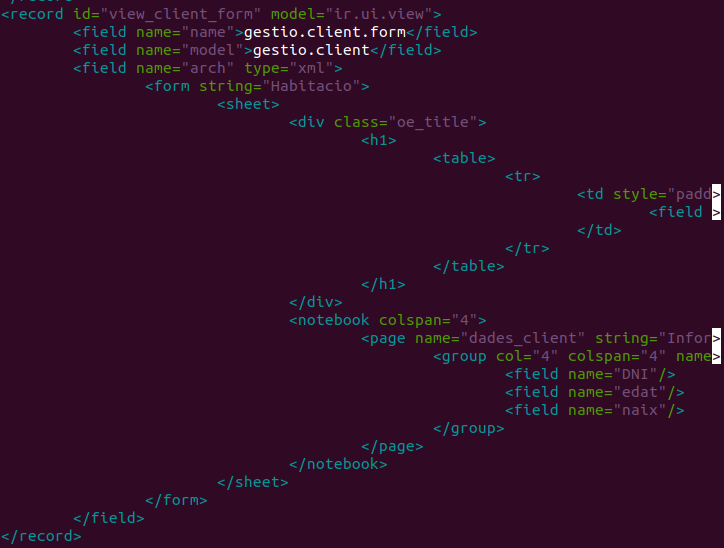 <record id="view_client_form" model="ir.ui.view">
<field name="name">gestio.client.form</field>
<field name="model">gestio.client</field>
<field name="arch" type="xml">
<form string="Habitacio">
<sheet>
<div class="oe_title">
<h1>
<table>
<tr>
<td style="padd>
<field >
</td>
</tr>
</table>
</h1>
</div>
<notebook colspan="4">
<page name="dades_client" string="Infor>
<group col="4" colspan="4" name>
<field name="DNI"/>
<field name="edat"/>
<field name="naix"/>
</group>
</page>
</notebook>
</sheet>
</form>
</field>
</record>